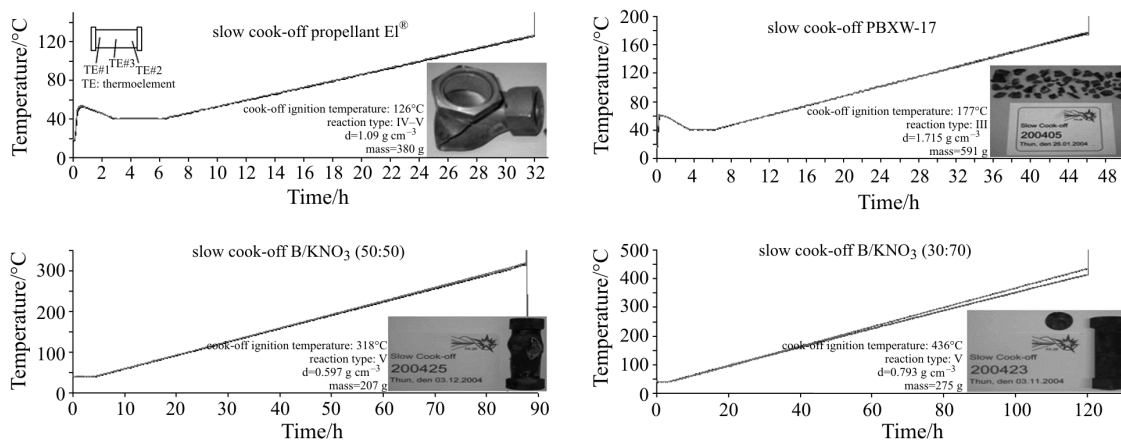 slow cook-off propellant EI®
Temperature/°C
120
80
40
0
TE#1 TE#3 TE#2
TE: thermoelement
cook-off ignition temperature: 126°C
reaction type: IV–V
d=1.09 g cm⁻³
mass=380 g
0 2 4 6 8 10 12 14 16 18 20 22 24 26 28 30 32
Time/h
slow cook-off PBXW-17
Temperature/°C
200
160
120
80
40
0
cook-off ignition temperature: 177°C
reaction type: III
d=1.715 g cm⁻³
mass=591 g
Slow Cook-off
200405
Thun, den 26.01.2004
0 4 8 12 16 20 24 28 32 36 40 44 48
Time/h
slow cook-off B/KNO₃ (50:50)
Temperature/°C
300
200
100
0
cook-off ignition temperature: 318°C
reaction type: V
d=0.597 g cm⁻³
mass=207 g
Slow Cook-off
200425
Thun, den 03.12.2004
0 10 20 30 40 50 60 70 80 90
Time/h
slow cook-off B/KNO₃ (30:70)
Temperature/°C
500
400
300
200
100
0
cook-off ignition temperature: 436°C
reaction type: V
d=0.793 g cm⁻³
mass=275 g
Slow Cook-off
200423
Thun, den 03.11.2004
0 20 40 60 80 100 120
Time/h